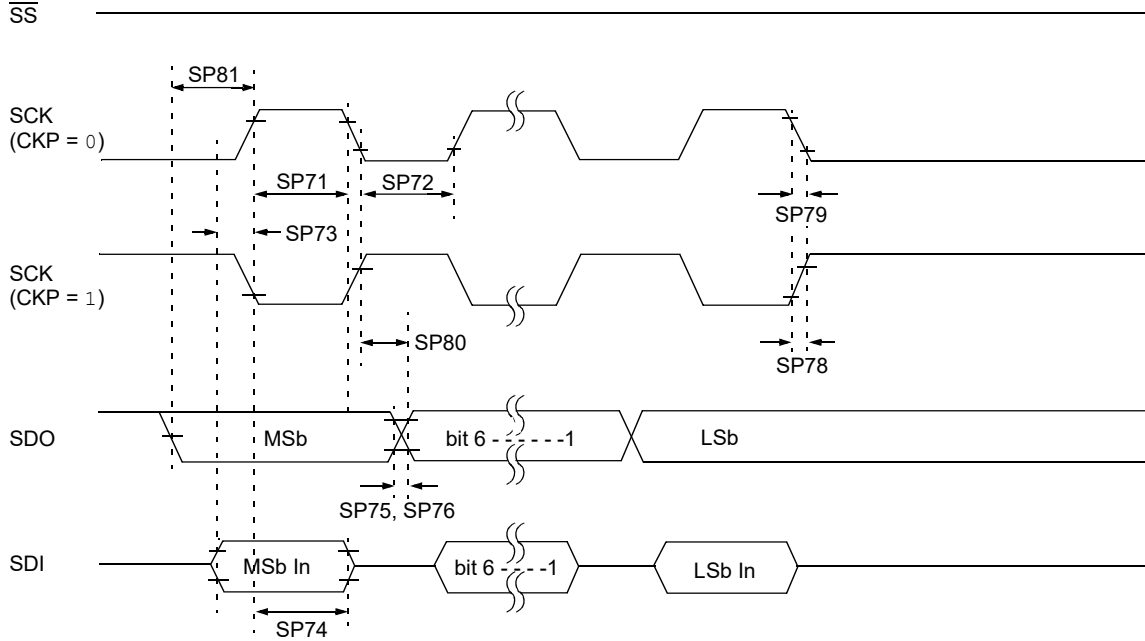 SS
SP81
SCK
(CKP = 0)
SP71
SP72
SP79
SP73
SCK
(CKP = 1)
SP80
SP78
SDO
MSb
bit 6 - - - - - -1
LSb
SP75, SP76
SDI
MSb In
bit 6 - - - -1
LSb In
SP74